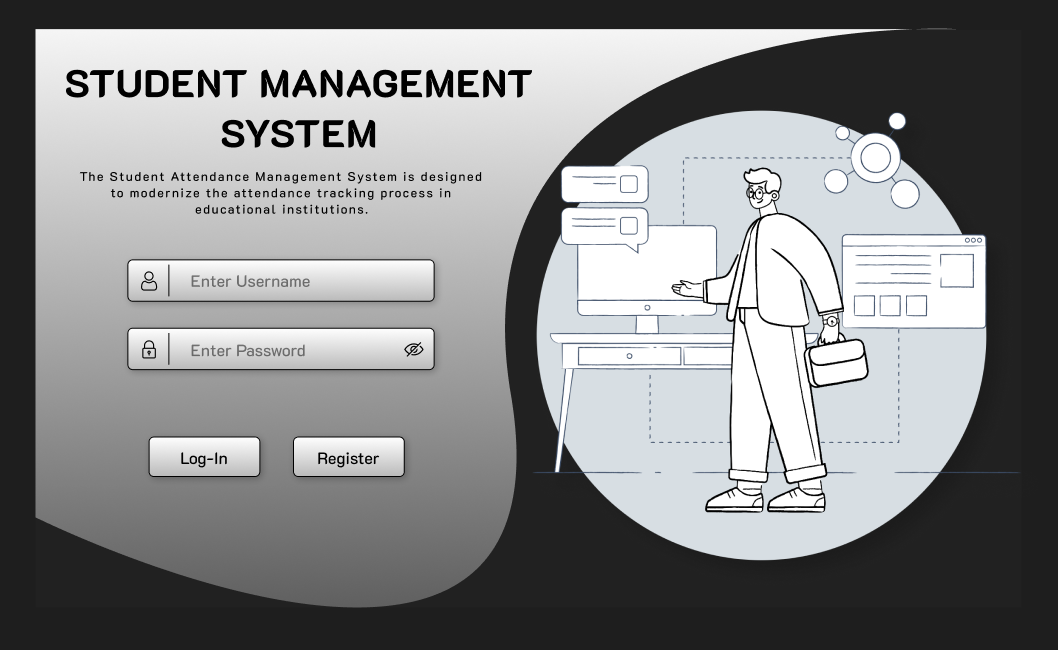 STUDENT MANAGEMENT
SYSTEM
The Student Attendance Management System is designed
to modernize the attendance tracking process in
educational institutions.
Enter Username
Enter Password
Log-In
Register